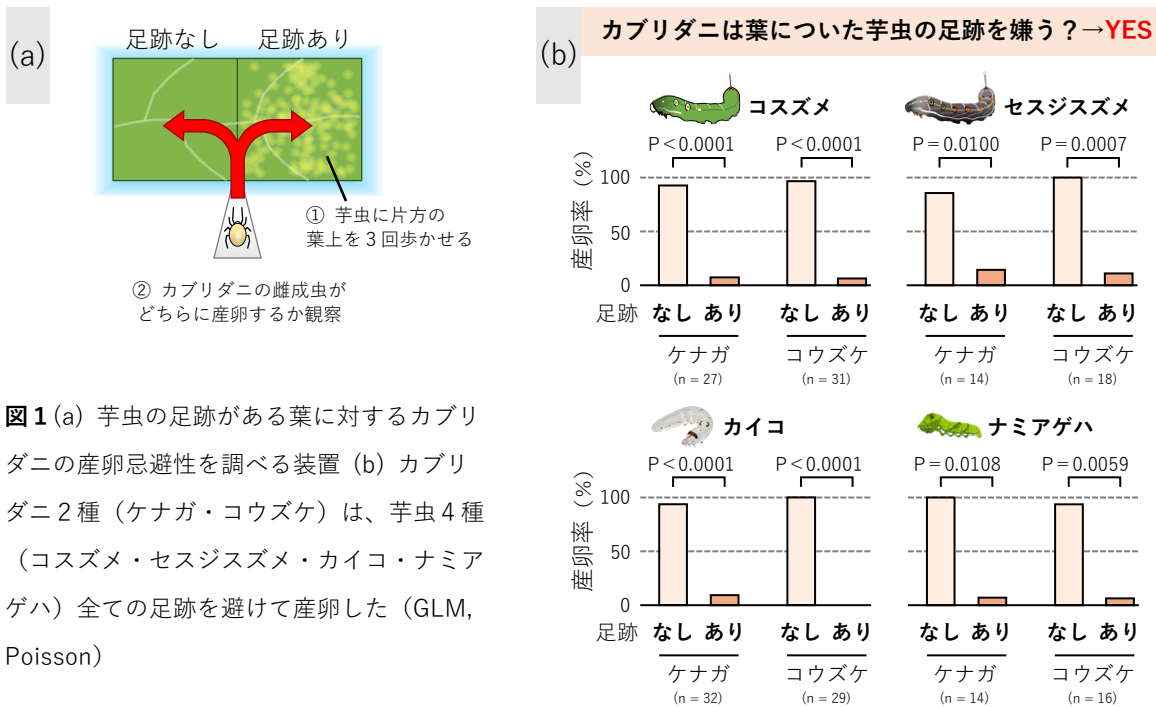 (a)
足跡なし 足跡あり
① 芋虫に片方の
葉上を３回歩かせる
② カブリダニの雌成虫が
どちらに産卵するか観察
図１(a) 芋虫の足跡がある葉に対するカブリ
ダニの産卵忌避性を調べる装置 (b) カブリ
ダニ２種（ケナガ・コウズケ）は、芋虫４種
（コスズメ・セスジスズメ・カイコ・ナミア
ゲハ）全ての足跡を避けて産卵した（GLM,
Poisson）
(b)
カブリダニは葉についた芋虫の足跡を嫌う？→YES
コスズメ
P＜0.0001 P＜0.0001
産卵率 (%)
100
50
0
足跡 なし あり なし あり
ケナガ コウズケ
(n = 27) (n = 31)
セスジスズメ
P＝0.0100 P＝0.0007
なし あり なし あり
ケナガ コウズケ
(n = 14) (n = 18)
カイコ
P＜0.0001 P＜0.0001
産卵率 (%)
100
50
0
足跡 なし あり なし あり
ケナガ コウズケ
(n = 32) (n = 29)
ナミアゲハ
P＝0.0108 P＝0.0059
なし あり なし あり
ケナガ コウズケ
(n = 14) (n = 16)